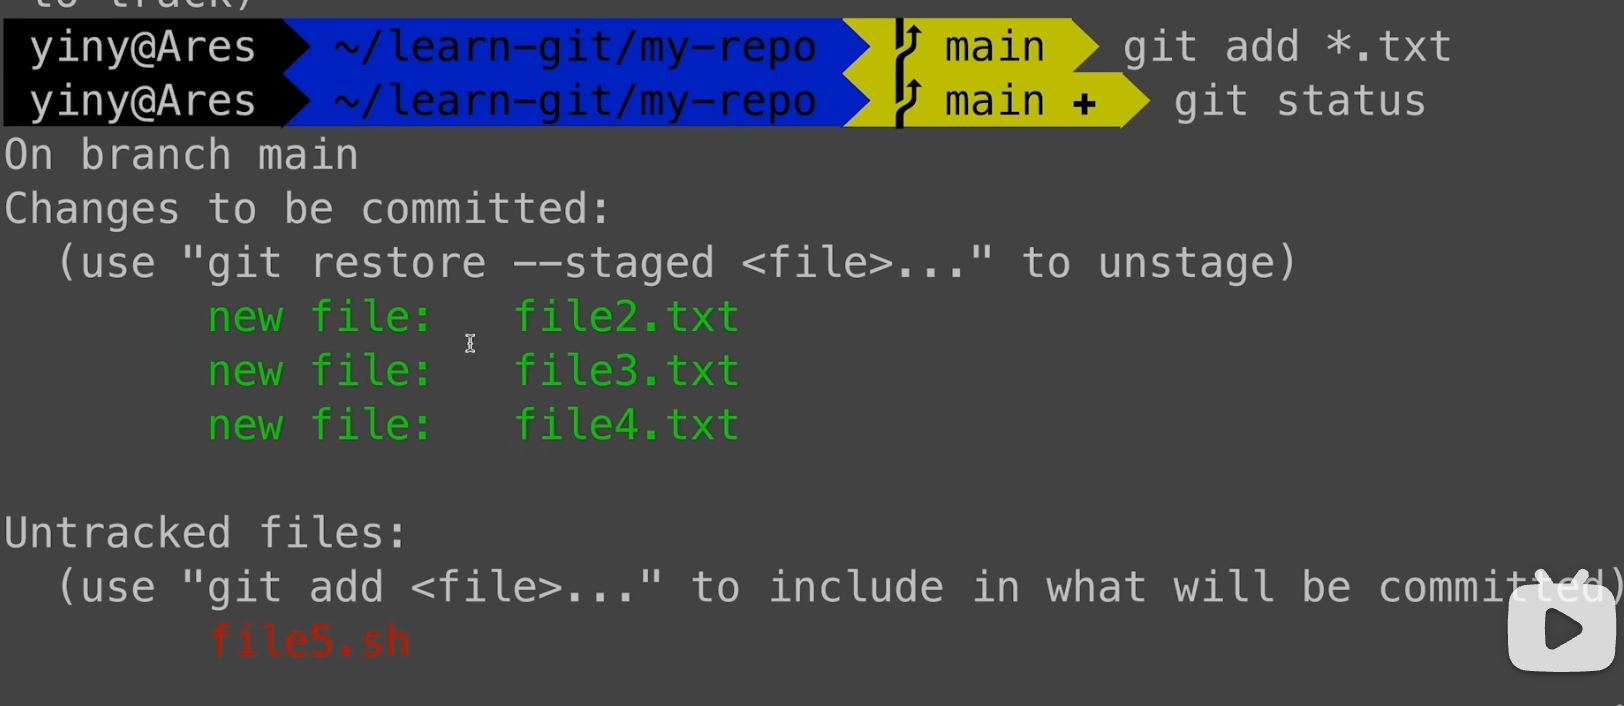 to track)
yiny@Ares ~/learn-git/my-repo main git add *.txt
yiny@Ares ~/learn-git/my-repo main + git status
On branch main
Changes to be committed:
(use "git restore --staged <file>..." to unstage)
new file: file2.txt
new file: file3.txt
new file: file4.txt
Untracked files:
(use "git add <file>..." to include in what will be committed)
file5.sh